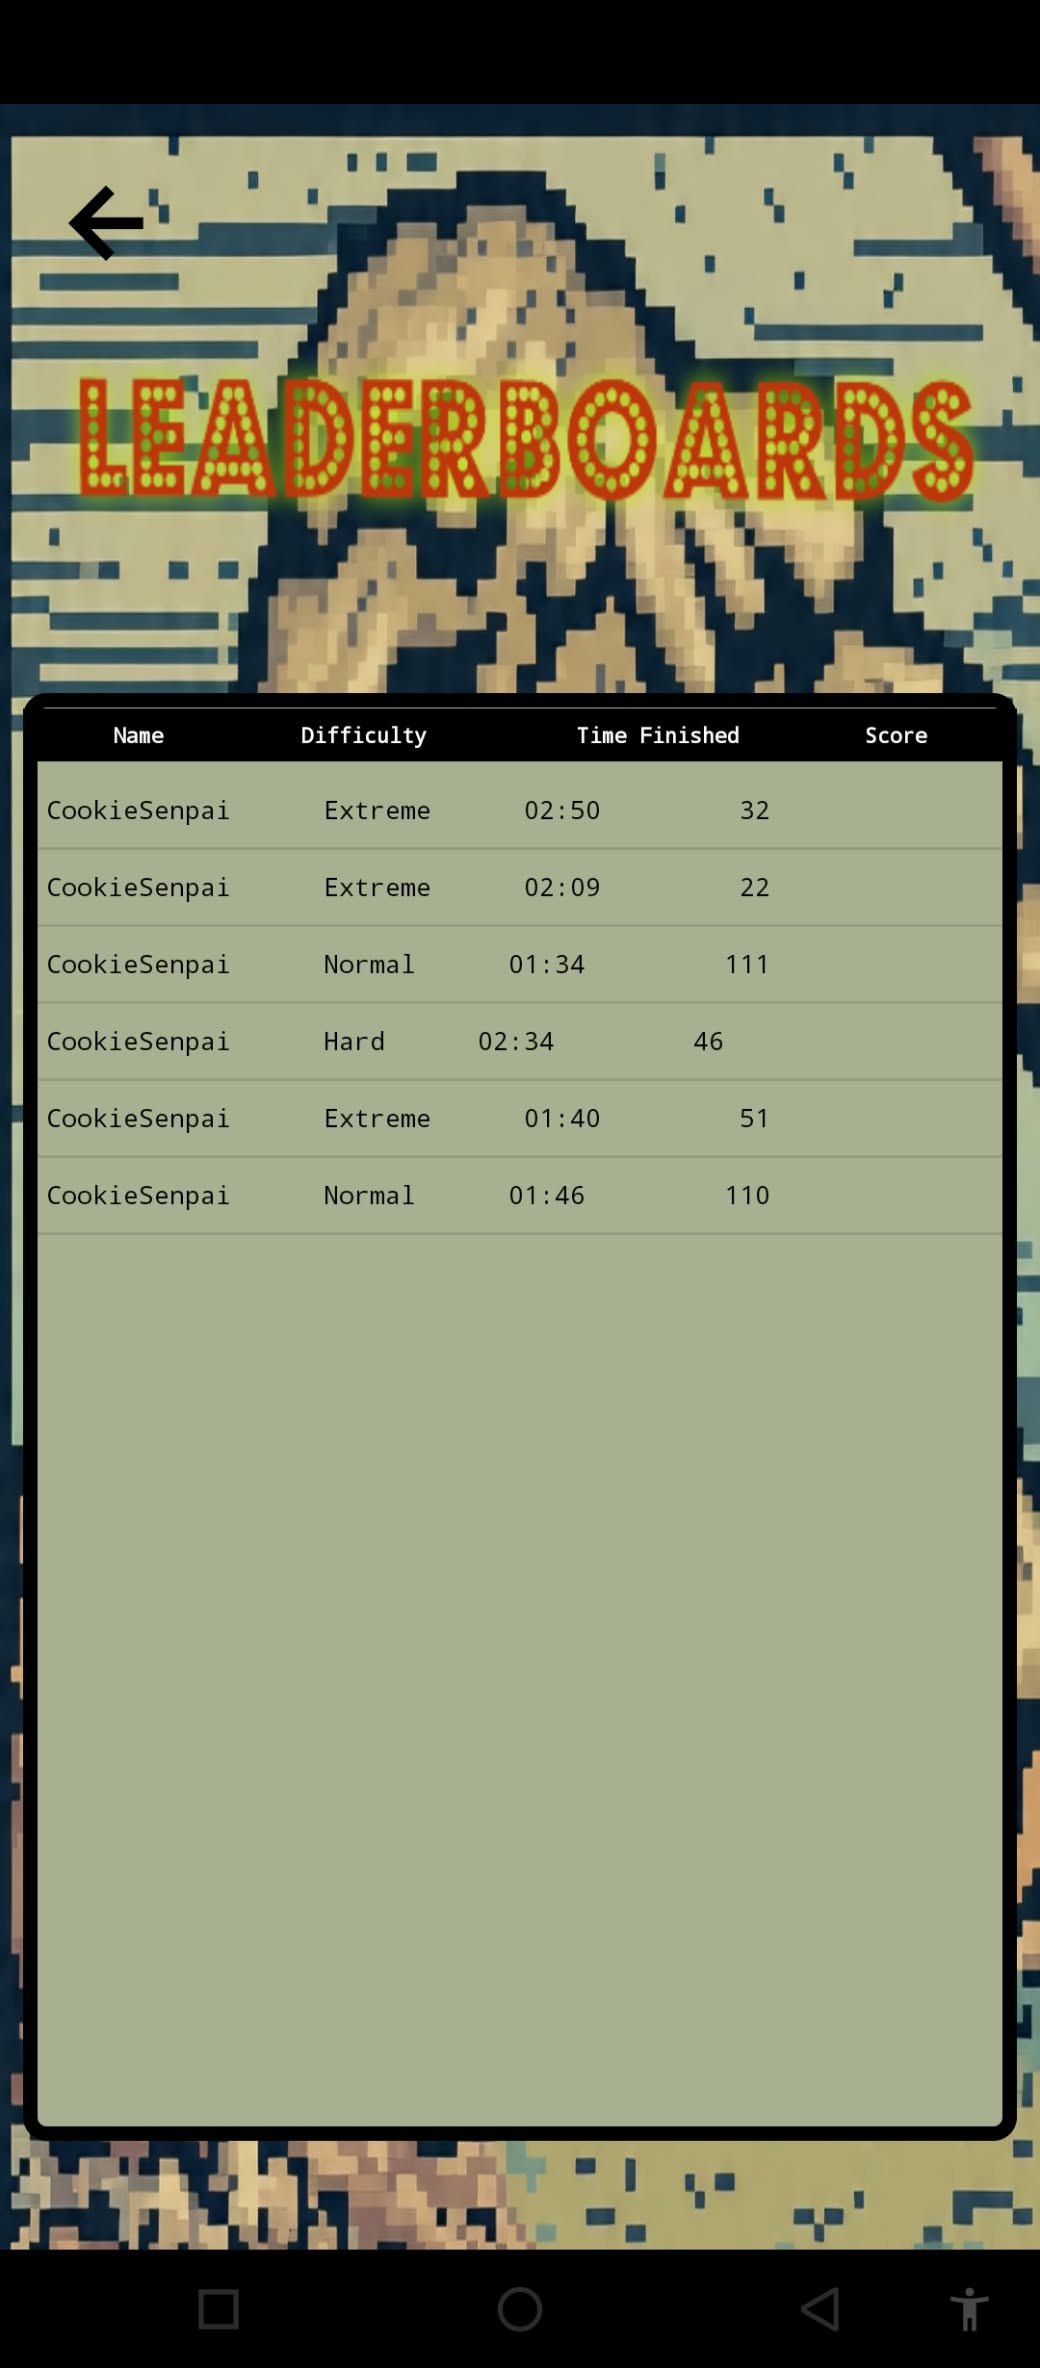 LEADERBOARDS
Name Difficulty Time Finished Score
CookieSenpai Extreme 02:50 32
CookieSenpai Extreme 02:09 22
CookieSenpai Normal 01:34 111
CookieSenpai Hard 02:34 46
CookieSenpai Extreme 01:40 51
CookieSenpai Normal 01:46 110